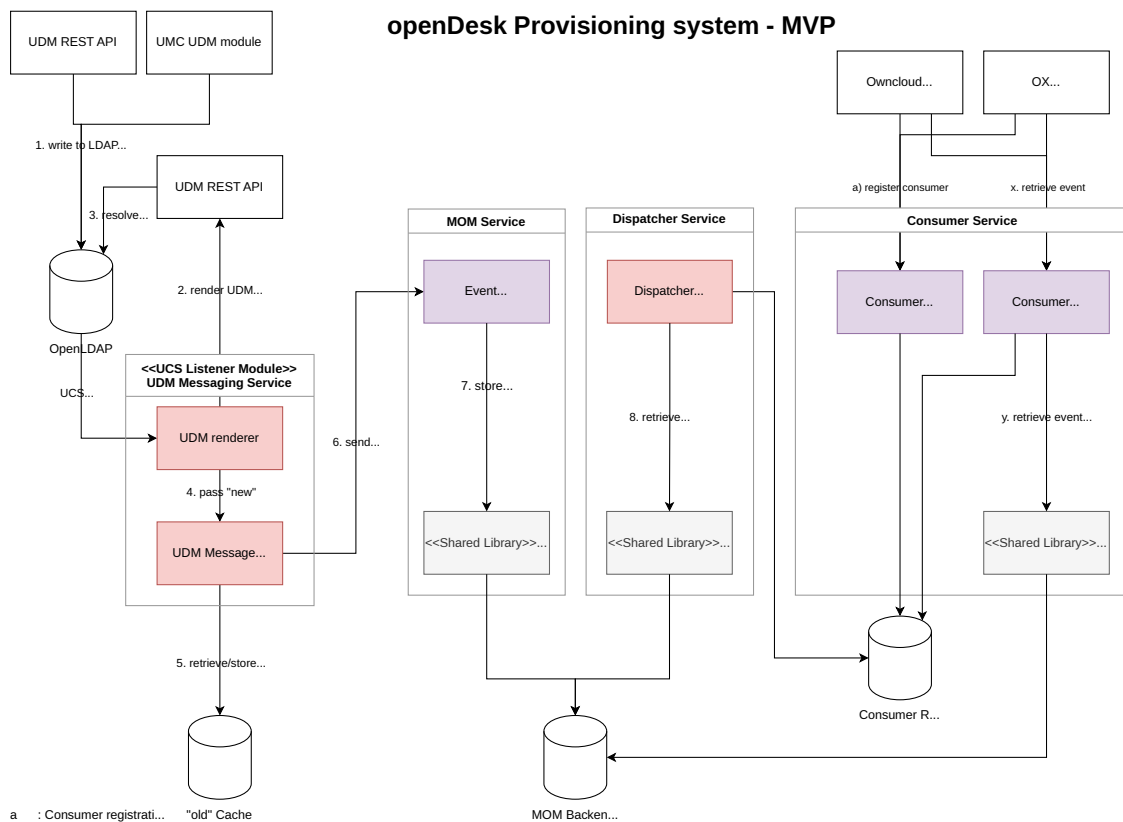 openDesk Provisioning system - MVP
UDM REST API
UMC UDM module
Owncloud...
OX...
1. write to LDAP...
UDM REST API
3. resolve...
a) register consumer
x. retrieve event
MOM Service
Dispatcher Service
Consumer Service
2. render UDM...
Event...
Dispatcher...
Consumer...
Consumer...
OpenLDAP
<<UCS Listener Module>>
UDM Messaging Service
UCS...
7. store...
8. retrieve...
y. retrieve event...
UDM renderer
6. send...
4. pass "new"
UDM Message...
<<Shared Library>>...
<<Shared Library>>...
<<Shared Library>>...
5. retrieve/store...
Consumer R...
a : Consumer registrati...
"old" Cache
MOM Backen...